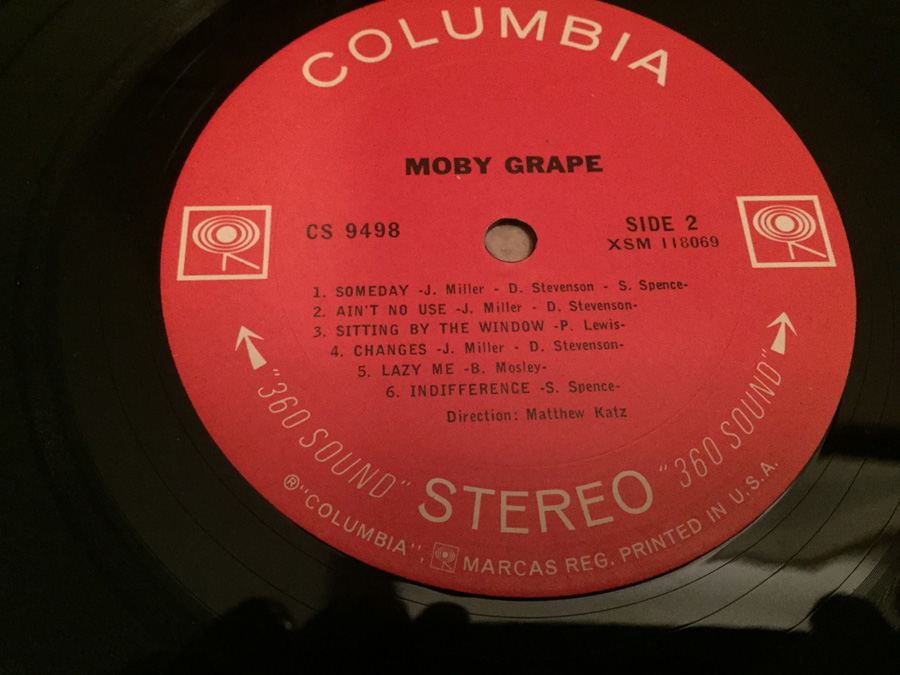 COLUMBIA
MOBY GRAPE
CS 9498
SIDE 2
XSM 118069
1. SOMEDAY -J. Miller - D. Stevenson - S. Spence-
2. AIN'T NO USE -J. Miller - D. Stevenson-
3. SITTING BY THE WINDOW -P. Lewis-
4. CHANGES -J. Miller - D. Stevenson-
5. LAZY ME -B. Mosley-
6. INDIFFERENCE -S. Spence-
Direction: Matthew Katz
"360 SOUND" STEREO "360 SOUND"
®"COLUMBIA", MARCAS REG. PRINTED IN U.S.A.